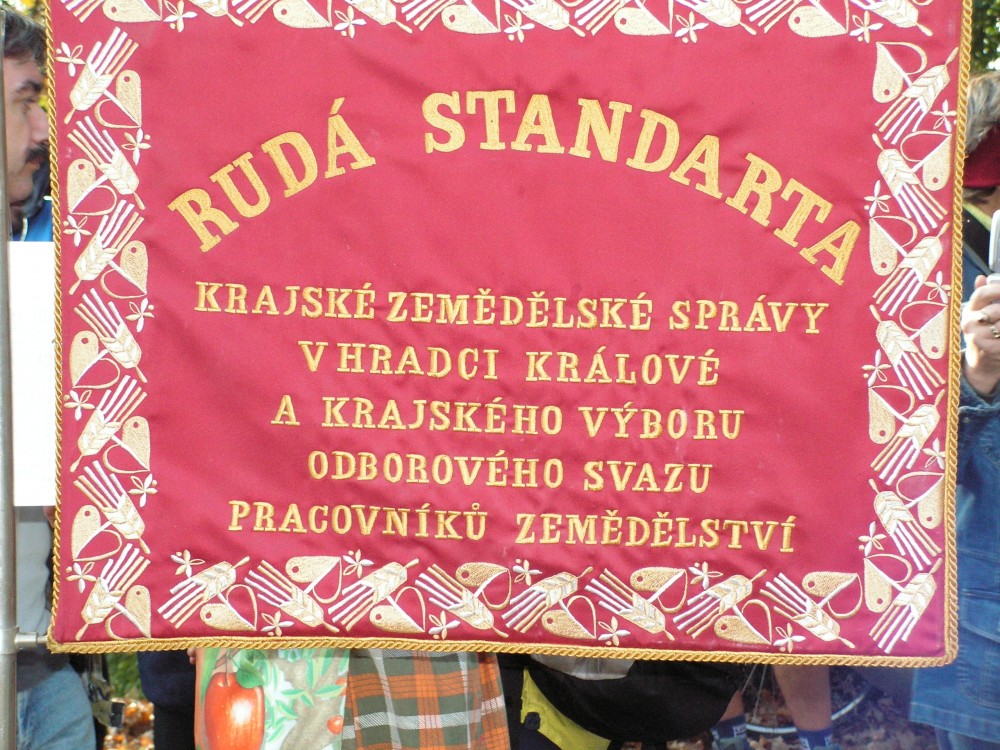 RUDÁ STANDARTA
KRAJSKÉ ZEMĚDĚLSKÉ SPRÁVY
V HRADCI KRÁLOVÉ
A KRAJSKÉHO VÝBORU
ODBOROVÉHO SVAZU
PRACOVNÍKŮ ZEMĚDĚLSTVÍ